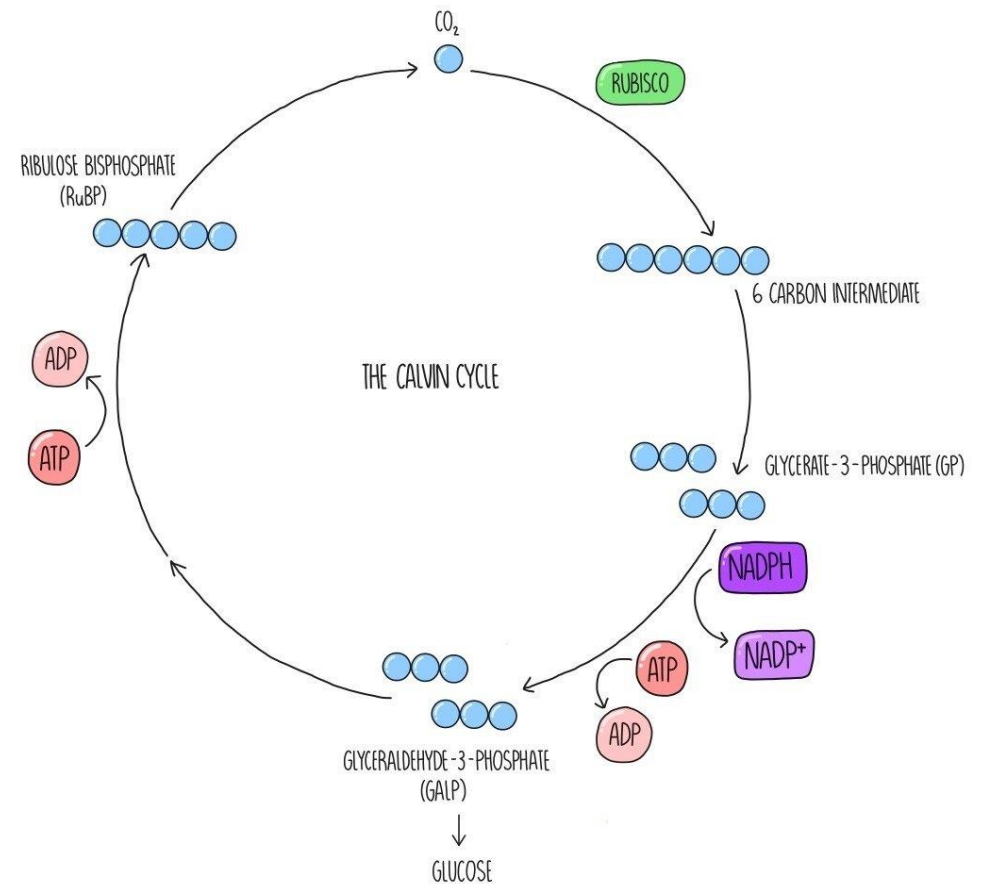 CO₂
RUBISCO
RIBULOSE BISPHOSPHATE
(RuBP)
6 CARBON INTERMEDIATE
ADP
THE CALVIN CYCLE
ATP
GLYCERATE-3-PHOSPHATE (GP)
NADPH
NADP⁺
ATP
ADP
GLYCERALDEHYDE-3-PHOSPHATE
(GALP)
GLUCOSE